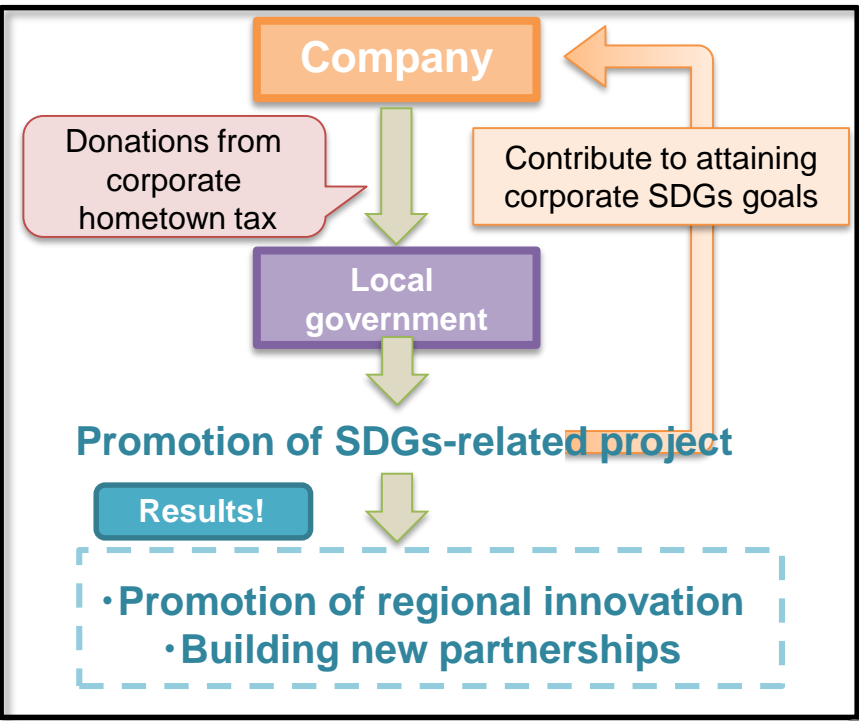 Company
Donations from
corporate
hometown tax
Contribute to attaining
corporate SDGs goals
Local
government
Promotion of SDGs-related project
Results!
・Promotion of regional innovation
・Building new partnerships